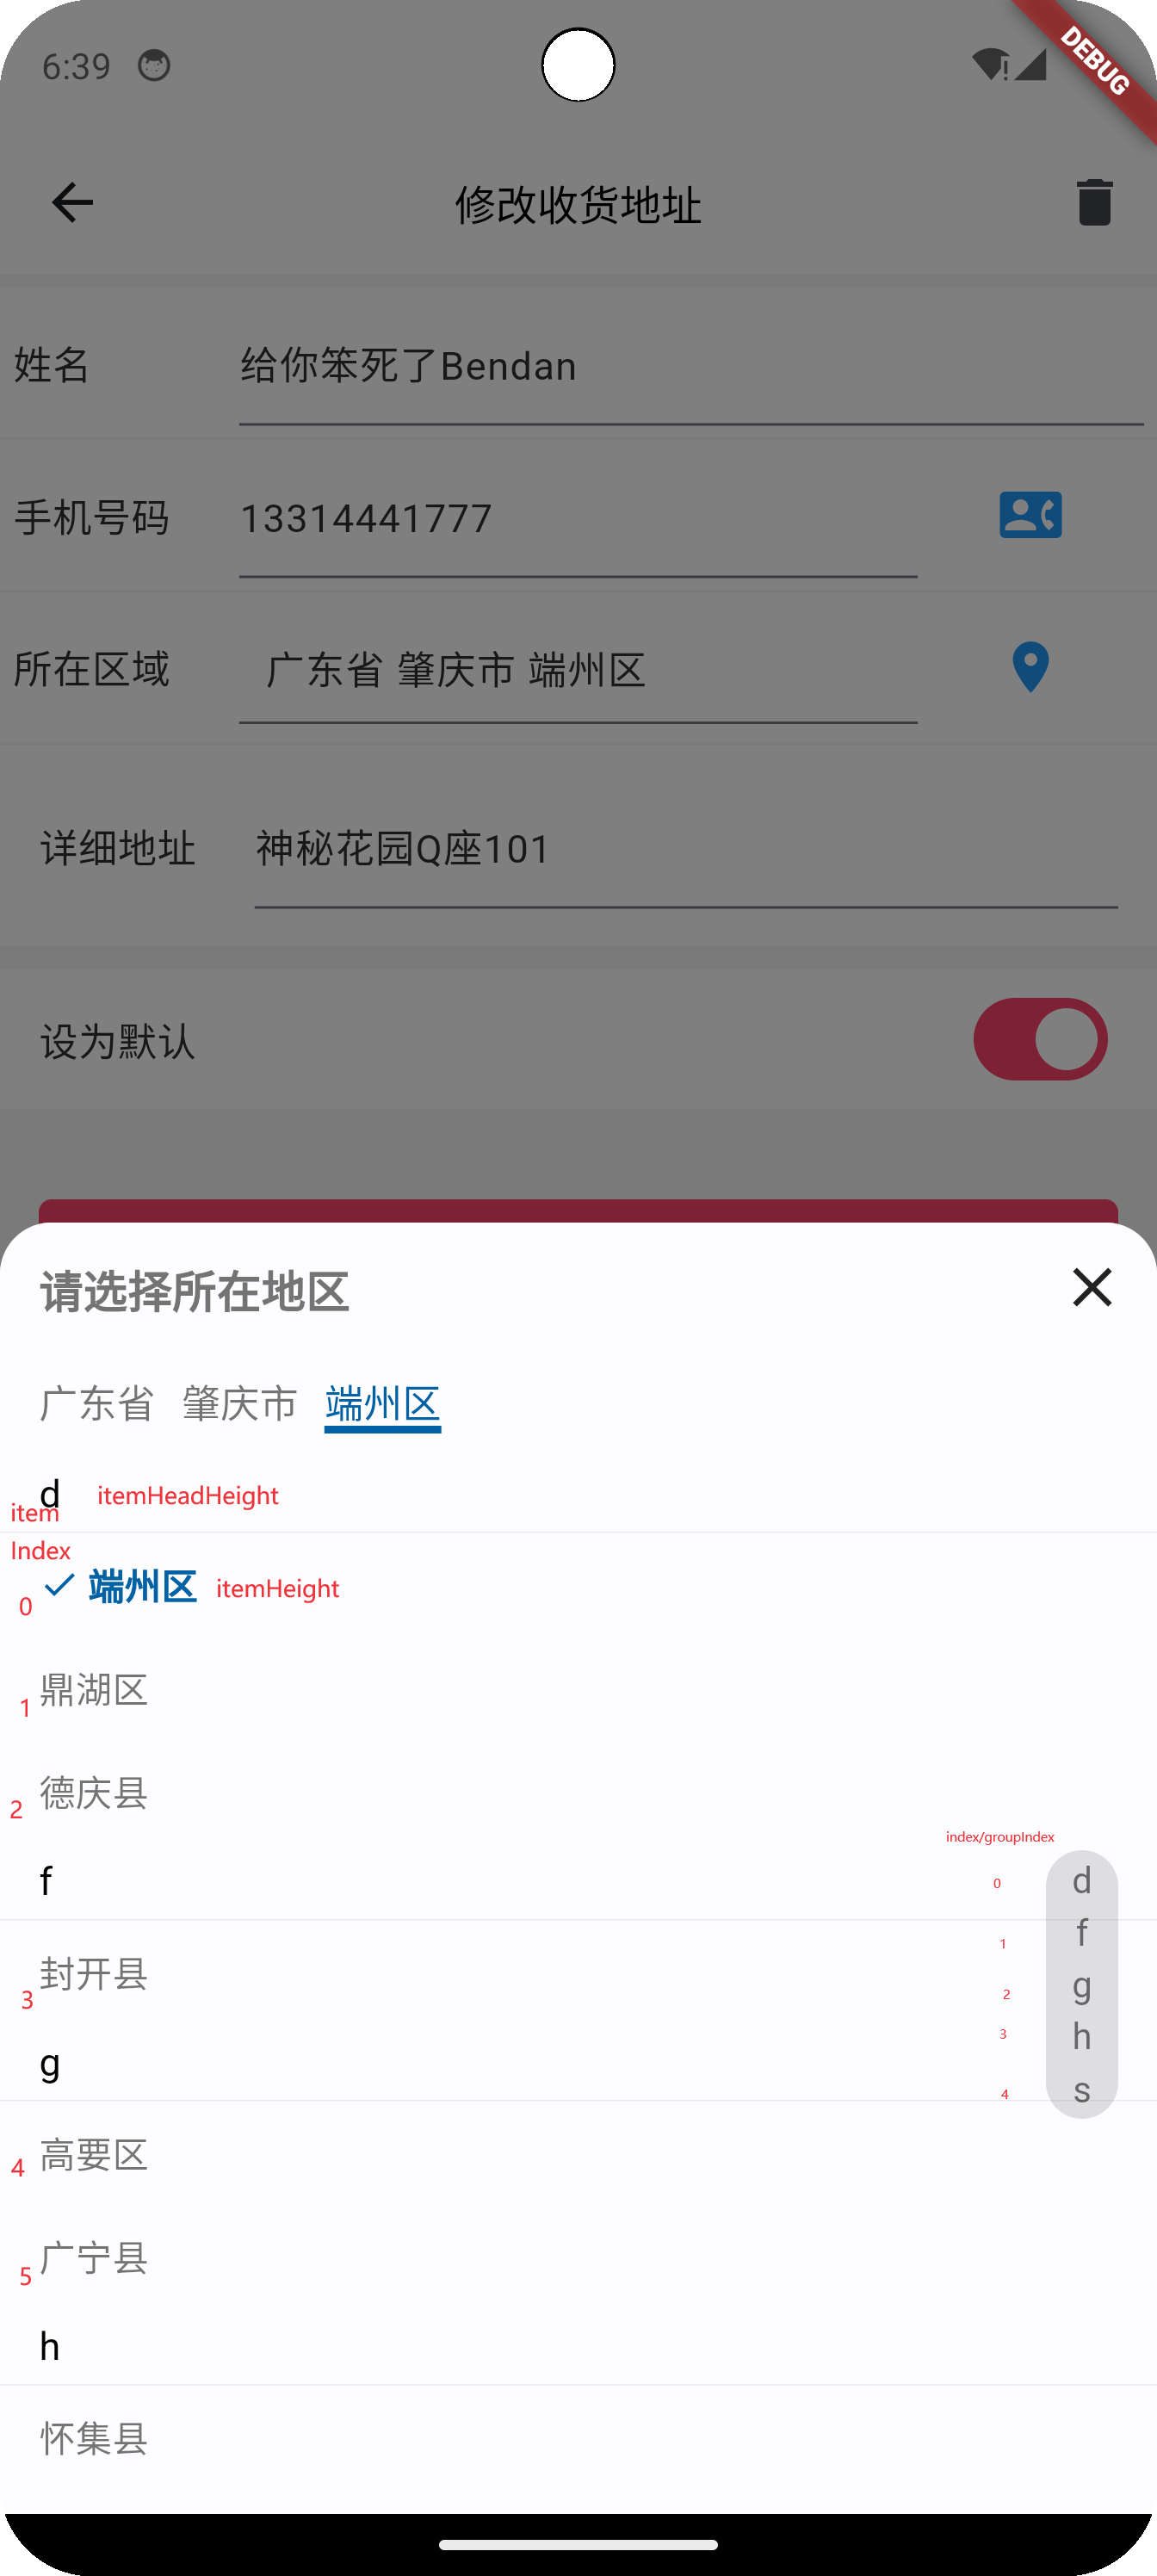 6:39
DEBUG
修改收货地址
姓名 给你笨死了Bendan
手机号码 13314441777
所在区域 广东省 肇庆市 端州区
详细地址 神秘花园Q座101
设为默认
请选择所在地区
广东省 肇庆市 端州区
d itemHeadHeight
item
Index
0 端州区 itemHeight
1 鼎湖区
2 德庆县
index/groupIndex
f
0 d
1 f
3 封开县
2 g
3 h
g
4 s
4 高要区
5 广宁县
h
怀集县